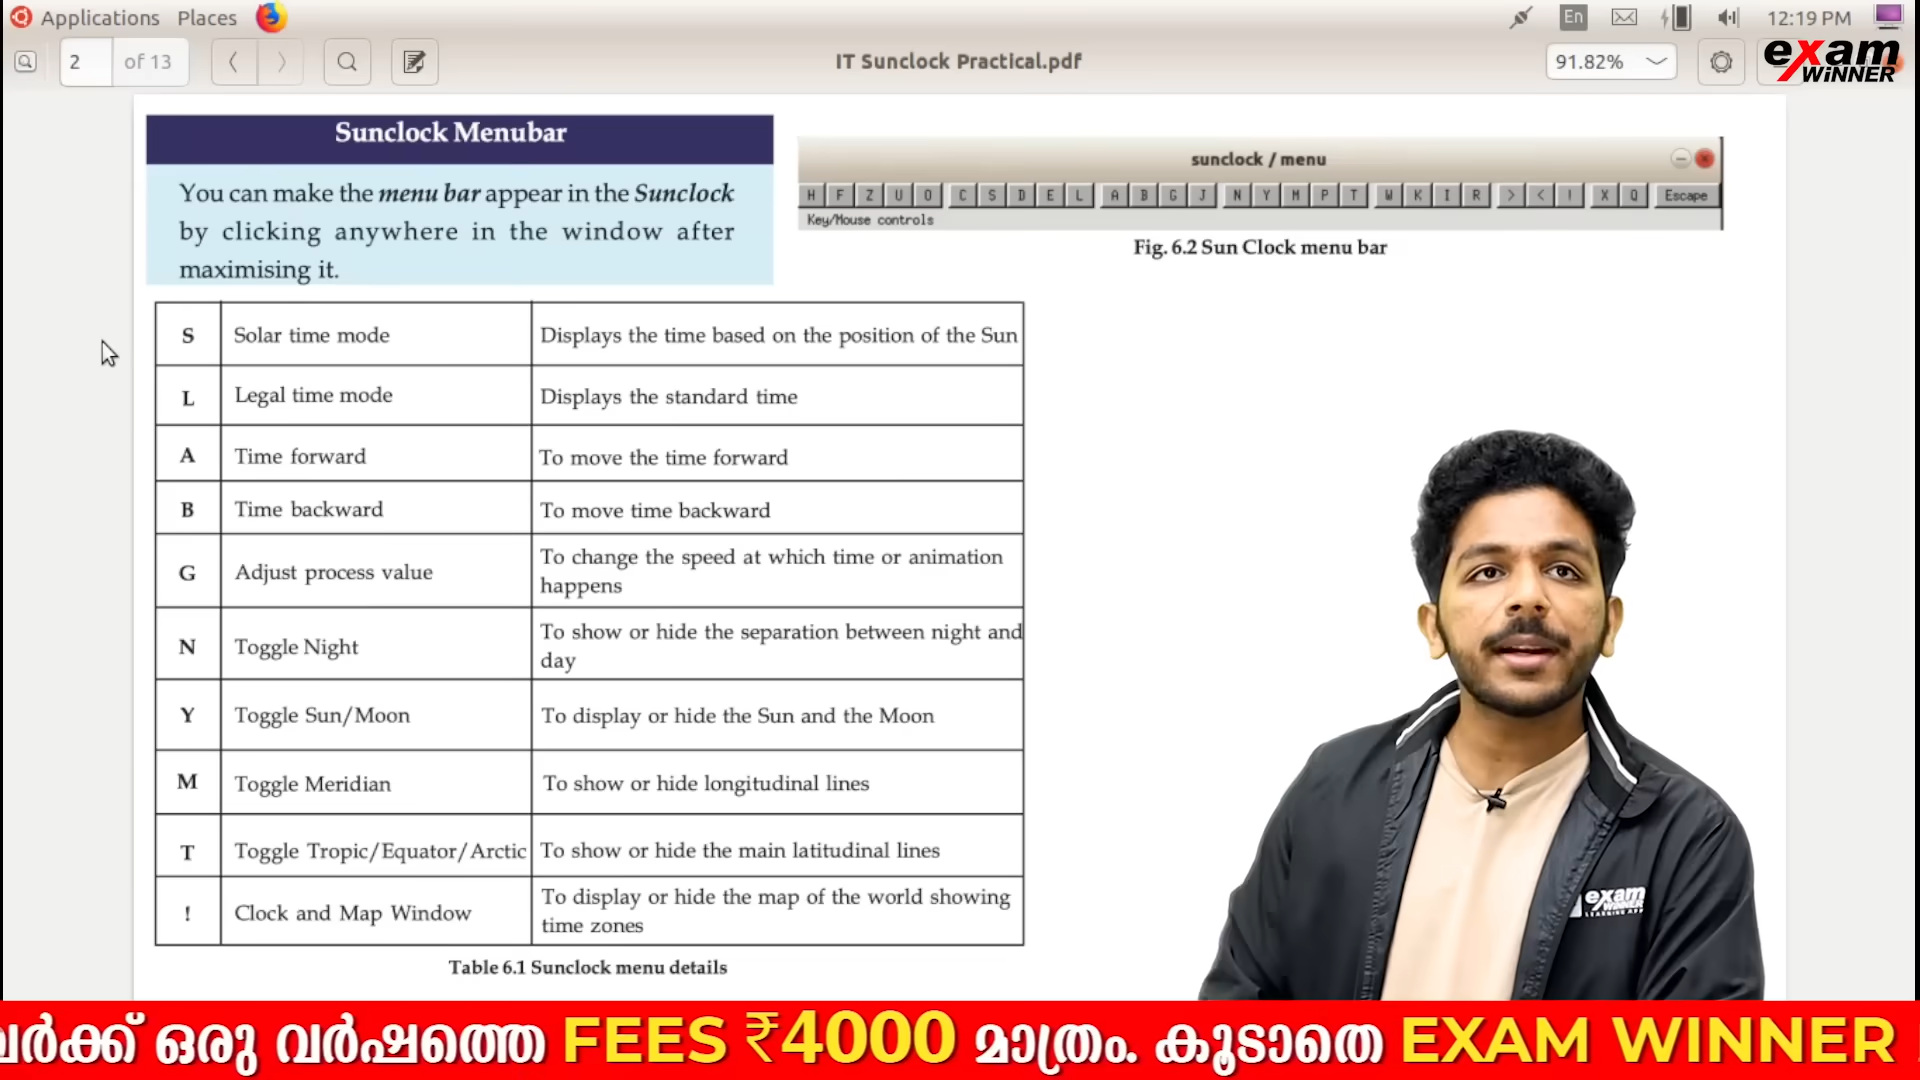 Applications Places En 12:19 PM
2 of 13 IT Sunclock Practical.pdf 91.82% exam WiNNER
Sunclock Menubar
You can make the menu bar appear in the Sunclock
by clicking anywhere in the window after
maximising it.
sunclock / menu
H F Z U O C S D E L A B G J N Y M P T W K I R > < ! X Q Escape
Key/Mouse controls
Fig. 6.2 Sun Clock menu bar
S Solar time mode Displays the time based on the position of the Sun
L Legal time mode Displays the standard time
A Time forward To move the time forward
B Time backward To move time backward
G Adjust process value To change the speed at which time or animation
happens
N Toggle Night To show or hide the separation between night and
day
Y Toggle Sun/Moon To display or hide the Sun and the Moon
M Toggle Meridian To show or hide longitudinal lines
T Toggle Tropic/Equator/Arctic To show or hide the main latitudinal lines
! Clock and Map Window To display or hide the map of the world showing
time zones
Table 6.1 Sunclock menu details
exam
WINNER
LEARNING APP
ഒരു വർഷത്തെ FEES ₹4000 മാത്രം. കൂടാതെ EXAM WINNER